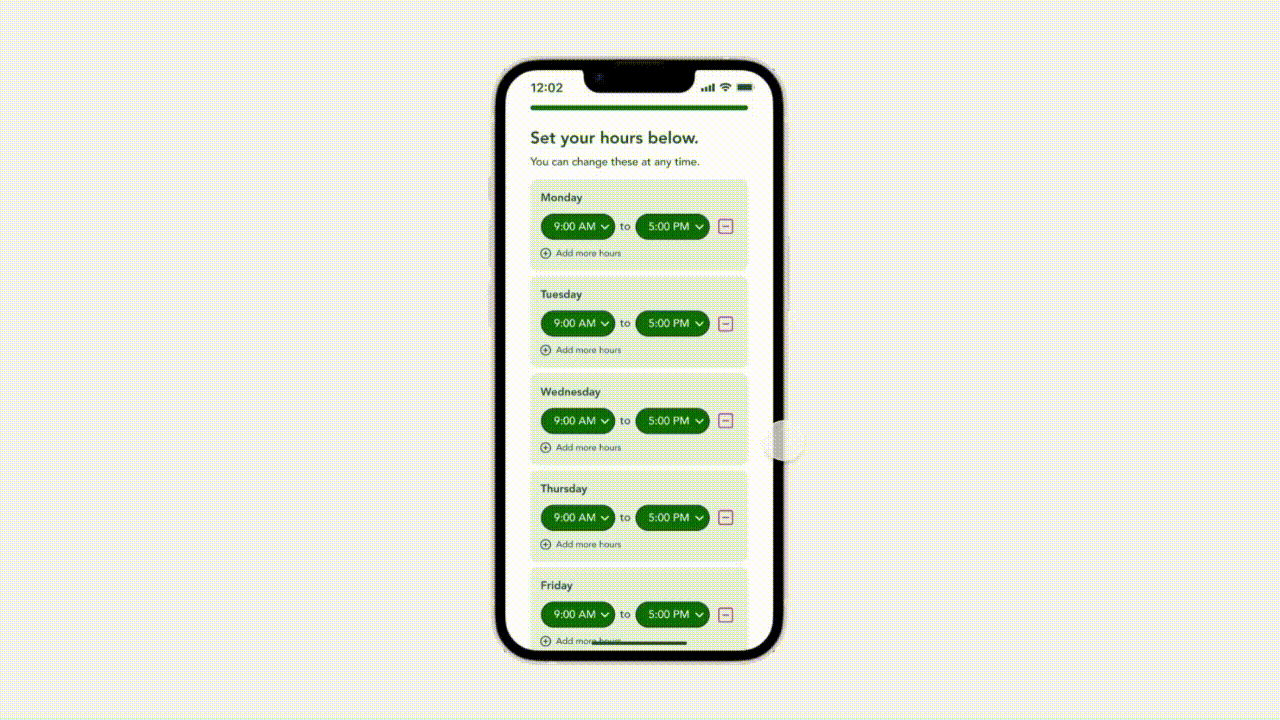 12:02
Set your hours below.
You can change these at any time.
Monday
9:00 AM to 5:00 PM
Add more hours
Tuesday
9:00 AM to 5:00 PM
Add more hours
Wednesday
9:00 AM to 5:00 PM
Add more hours
Thursday
9:00 AM to 5:00 PM
Add more hours
Friday
9:00 AM to 5:00 PM
Add more hours